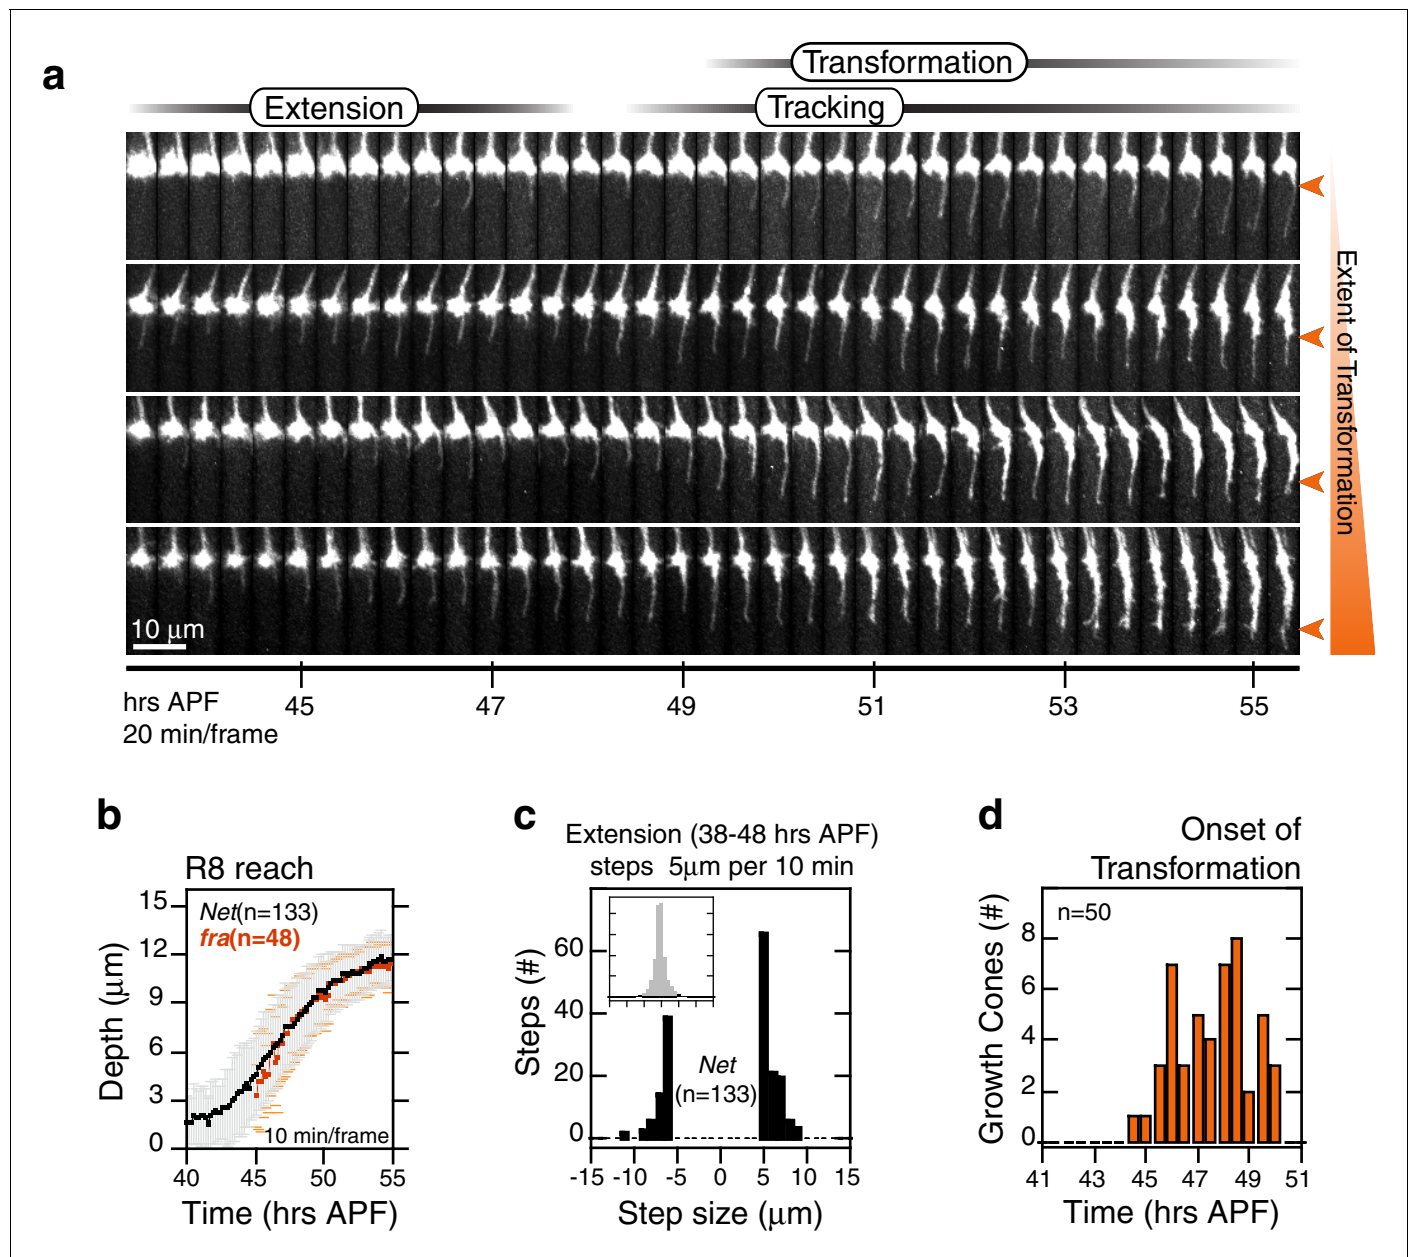 a
Transformation
Extension
Tracking
Extent of Transformation
10 μm
hrs APF
20 min/frame
45
47
49
51
53
55
b
R8 reach
Net(n=133)
fra(n=48)
10 min/frame
Depth (μm)
15
12
9
6
3
0
40
45
50
55
Time (hrs APF)
c
Extension (38-48 hrs APF)
steps 5μm per 10 min
Net
(n=133)
Steps (#)
60
40
20
0
-15
-10
-5
0
5
10
15
Step size (μm)
d
Onset of
Transformation
n=50
Growth Cones (#)
8
6
4
2
0
41
43
45
47
49
51
Time (hrs APF)